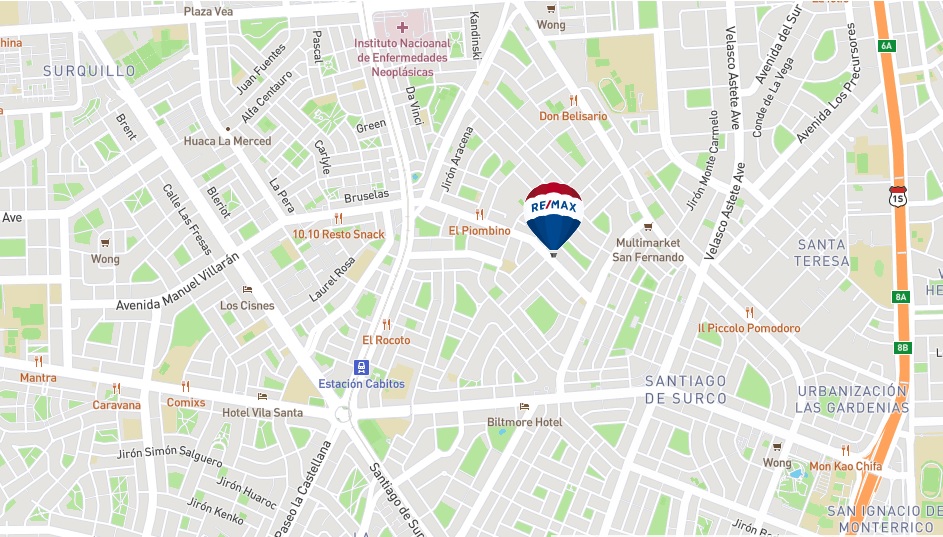 Plaza Vea
Wong
china
SURQUILLO
Instituto Nacioanal
de Enfermedades
Neoplásicas
Pascal
Kandinski
Juan Fuentes
Alfa Centauro
Da Vinci
Velasco Astete Ave
Avenida del Sur
Conde de La Vega
Avenida Los Precursores
6A
Don Belisario
Brent
Huaca La Merced
Green
Carlyle
Jirón Aracena
Jirón Monte Carmelo
Velasco Astete Ave
15
Calle Las Fresas
Bleriot
La Pera
Bruselas
RE/MAX
Ave
10.10 Resto Snack
El Piombino
Multimarket
San Fernando
SANTA
TERESA
Wong
Avenida Manuel Villarán
Laurel Rosa
Los Cisnes
8A
Il Piccolo Pomodoro
El Rocoto
8B
Mantra
Estación Cabitos
SANTIAGO
DE SURCO
Caravana
Comixs
Hotel Vila Santa
Biltmore Hotel
URBANIZACIÓN
LAS GARDENIAS
Jirón Simón Salguero
Wong
Mon Kao Chifa
Jirón Huaroc
Jirón Kenko
Paseo la Castellana
Santiago de Sur
SAN IGNACIO DE
MONTERRICO